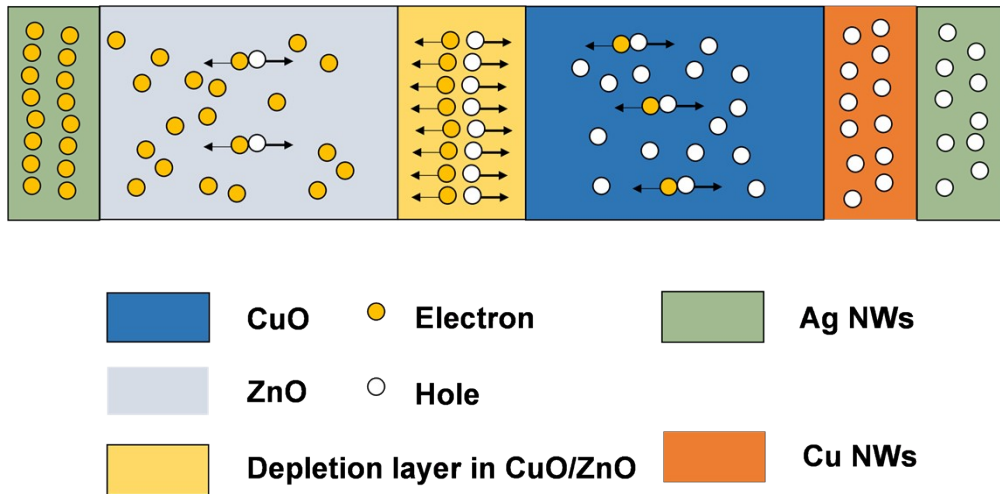 CuO
Electron
Ag NWs
ZnO
Hole
Depletion layer in CuO/ZnO
Cu NWs